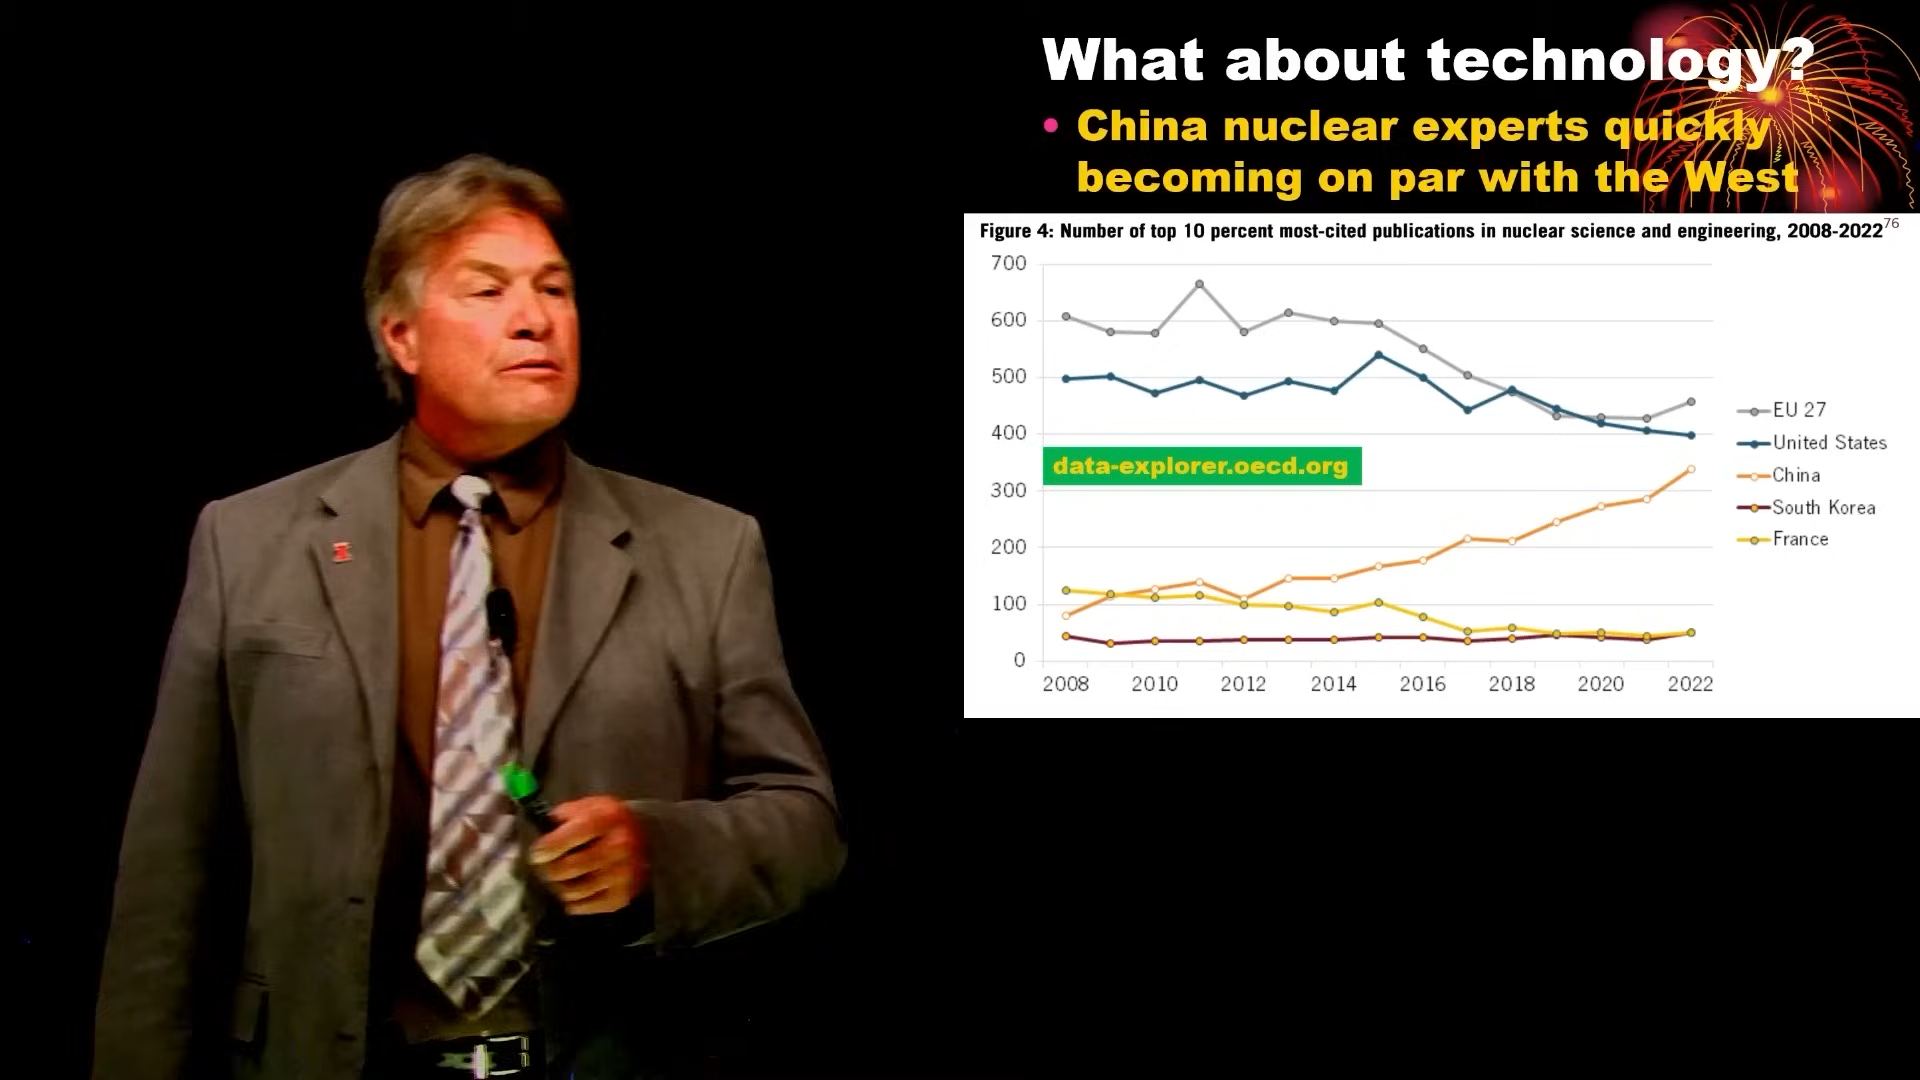 What about technology?
• China nuclear experts quickly
becoming on par with the West
Figure 4: Number of top 10 percent most-cited publications in nuclear science and engineering, 2008-2022 76
700
600
500
400
300
200
100
0
data-explorer.oecd.org
2008 2010 2012 2014 2016 2018 2020 2022
EU 27
United States
China
South Korea
France